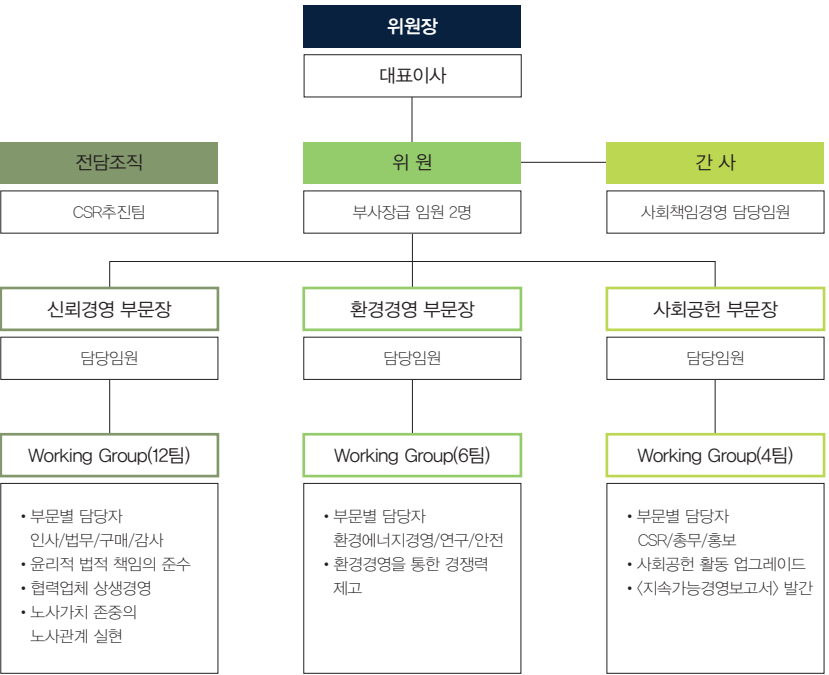 위원장
대표이사
전담조직
위 원
간 사
CSR추진팀
부사장급 임원 2명
사회책임경영 담당임원
신뢰경영 부문장
환경경영 부문장
사회공헌 부문장
담당임원
담당임원
담당임원
Working Group(12팀)
Working Group(6팀)
Working Group(4팀)
• 부문별 담당자
인사/법무/구매/감사
• 윤리적 법적 책임의 준수
• 협력업체 상생경영
• 노사가치 존중의
노사관계 실현
• 부문별 담당자
환경에너지경영/연구/안전
• 환경경영을 통한 경쟁력
제고
• 부문별 담당자
CSR/총무/홍보
• 사회공헌 활동 업그레이드
• 〈지속가능경영보고서〉 발간